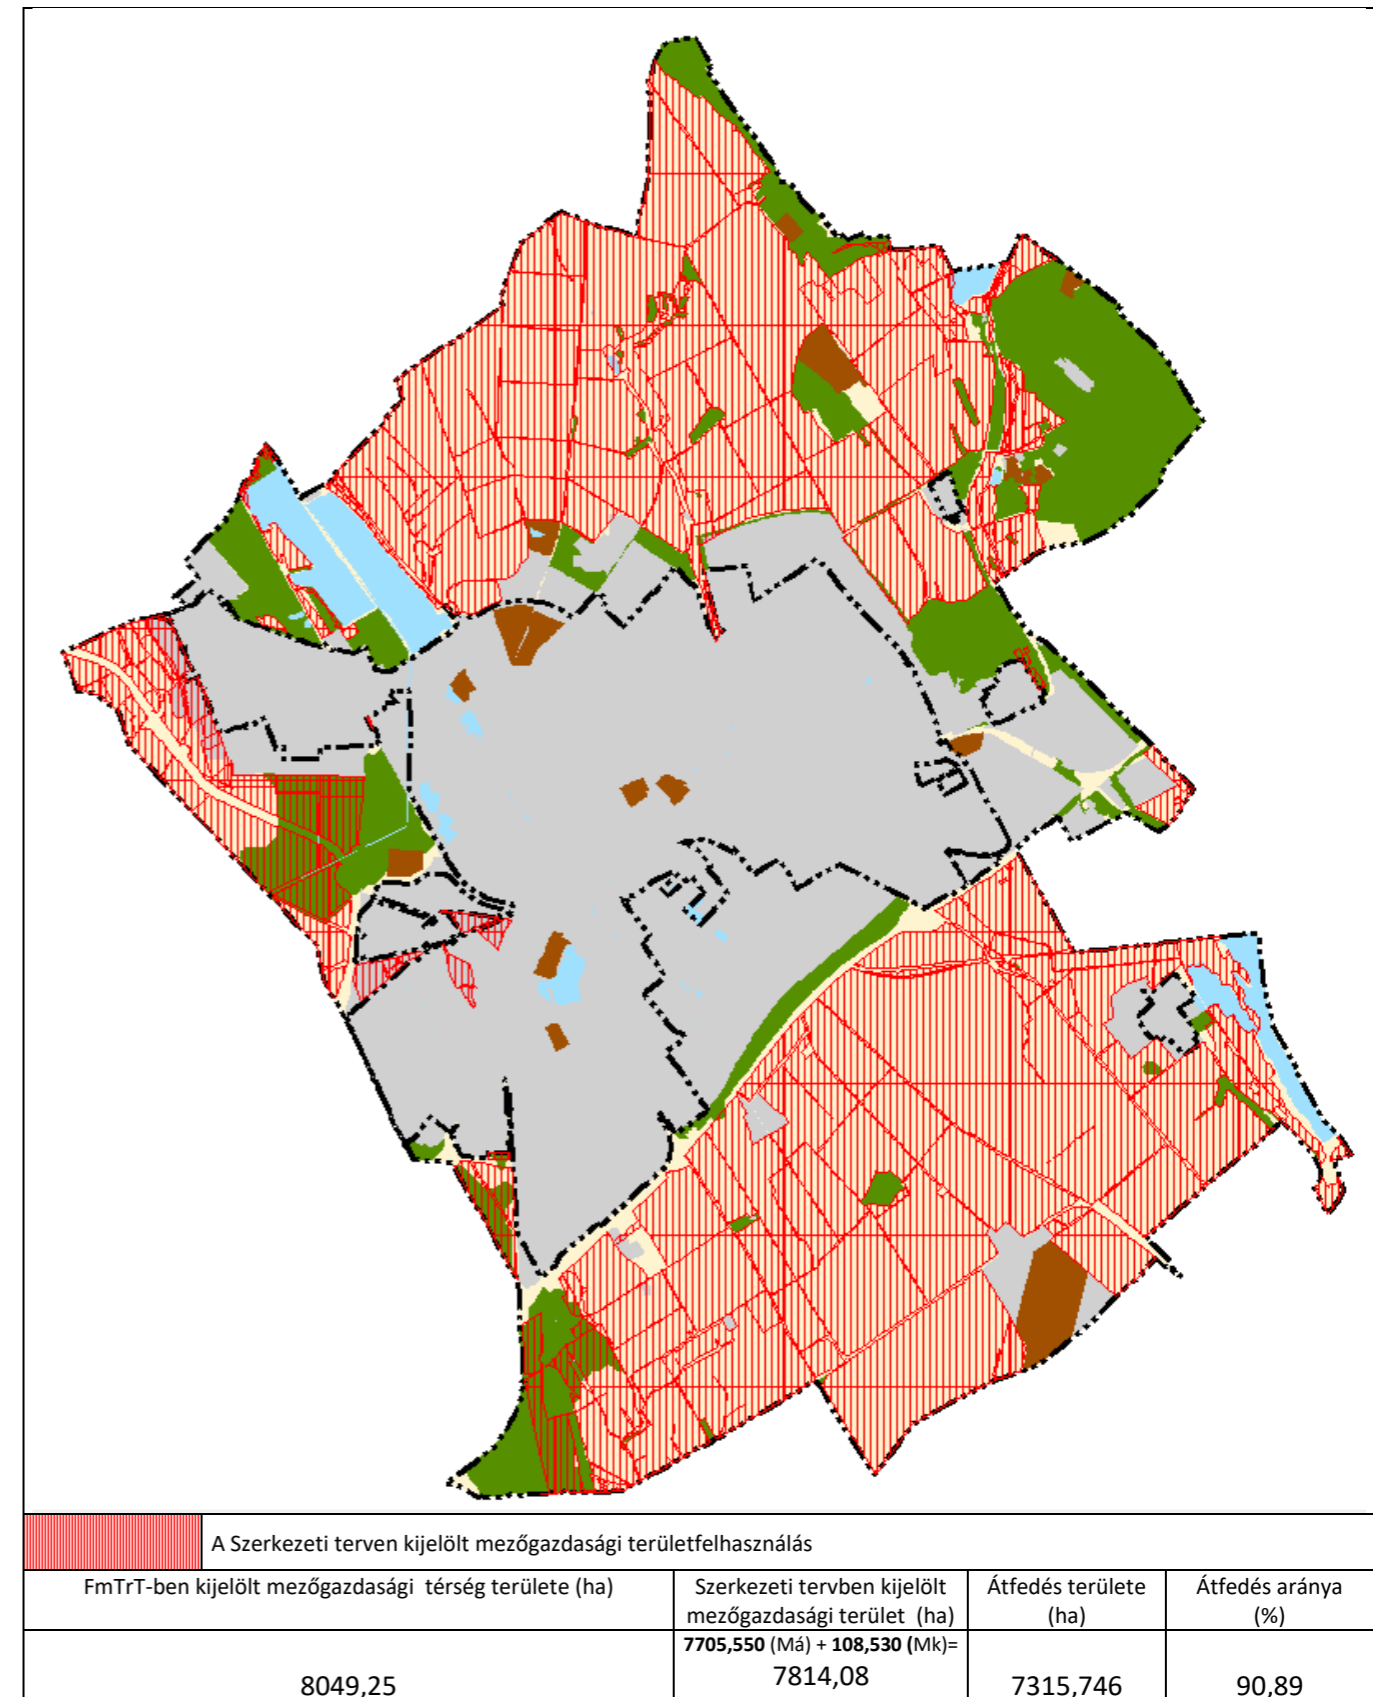 A Szerkezeti terven kijelölt mezőgazdasági területfelhasználás
FmTrT-ben kijelölt mezőgazdasági térség területe (ha)
Szerkezeti tervben kijelölt
mezőgazdasági terület (ha)
Átfedés területe
(ha)
Átfedés aránya
(%)
8049,25
7705,550 (Má) + 108,530 (Mk)=
7814,08
7315,746
90,89